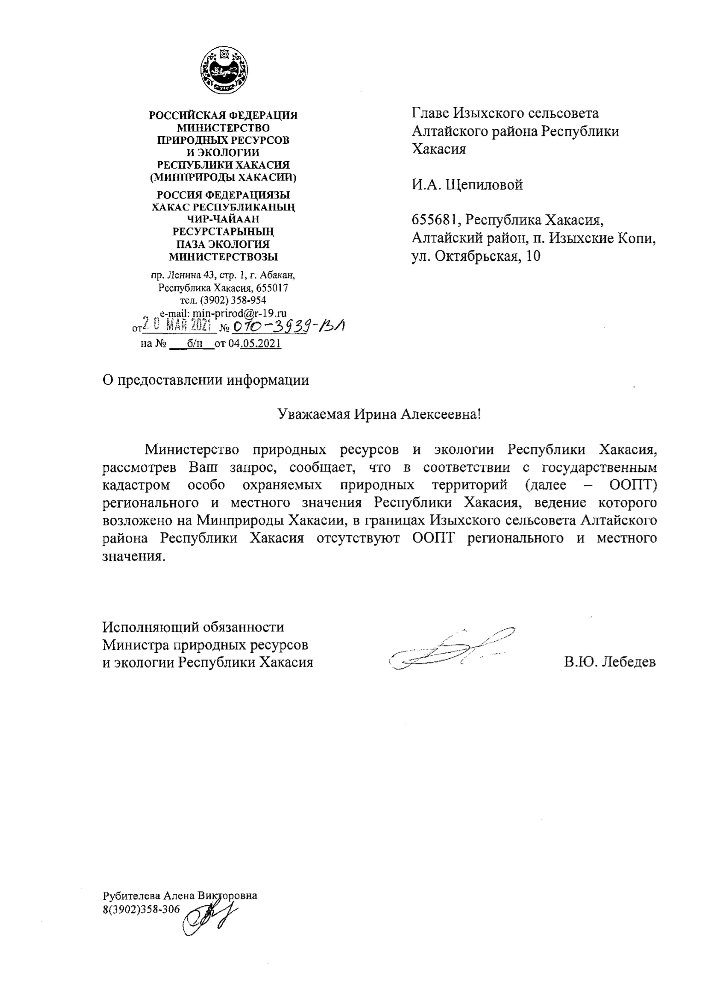 РОССИЙСКАЯ ФЕДЕРАЦИЯ
МИНИСТЕРСТВО
ПРИРОДНЫХ РЕСУРСОВ
И ЭКОЛОГИИ
РЕСПУБЛИКИ ХАКАСИЯ
(МИНПРИРОДЫ ХАКАСИИ)
РОССИЯ ФЕДЕРАЦИЯЗЫ
ХАКАС РЕСПУБЛИКАНЫҢ
ЧИР-ЧАЙААН
РЕСУРСТАРЫНЫҢ
ПАЗА ЭКОЛОГИЯ
МИНИСТЕРСТВОЗЫ
пр. Ленина 43, стр. 1, г. Абакан,
Республика Хакасия, 655017
тел. (3902) 358-954
e-mail: min-prirod@r-19.ru
от 20 МАЙ 2021 № 010-3939-ВЛ
на № б/н от 04.05.2021
Главе Изыхского сельсовета
Алтайского района Республики
Хакасия
И.А. Щепиловой
655681, Республика Хакасия,
Алтайский район, п. Изыхские Копи,
ул. Октябрьская, 10
О предоставлении информации
Уважаемая Ирина Алексеевна!
Министерство природных ресурсов и экологии Республики Хакасия,
рассмотрев Ваш запрос, сообщает, что в соответствии с государственным
кадастром особо охраняемых природных территорий (далее – ООПТ)
регионального и местного значения Республики Хакасия, ведение которого
возложено на Минприроды Хакасии, в границах Изыхского сельсовета Алтайского
района Республики Хакасия отсутствуют ООПТ регионального и местного
значения.
Исполняющий обязанности
Министра природных ресурсов
и экологии Республики Хакасия
В.Ю. Лебедев
Рубителева Алена Викторовна
8(3902)358-306